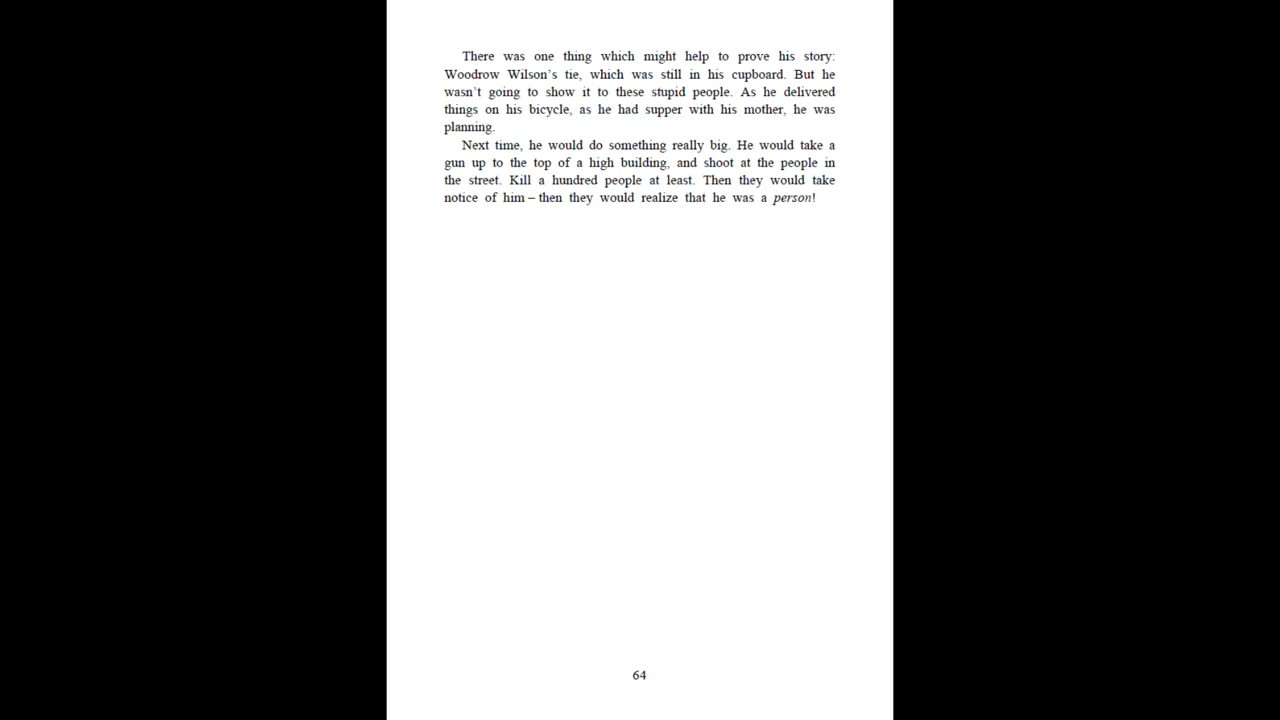 There was one thing which might help to prove his story:
Woodrow Wilson's tie, which was still in his cupboard. But he
wasn't going to show it to these stupid people. As he delivered
things on his bicycle, as he had supper with his mother, he was
planning.
Next time, he would do something really big. He would take a
gun up to the top of a high building, and shoot at the people in
the street. Kill a hundred people at least. Then they would take
notice of him – then they would realize that he was a person!
64